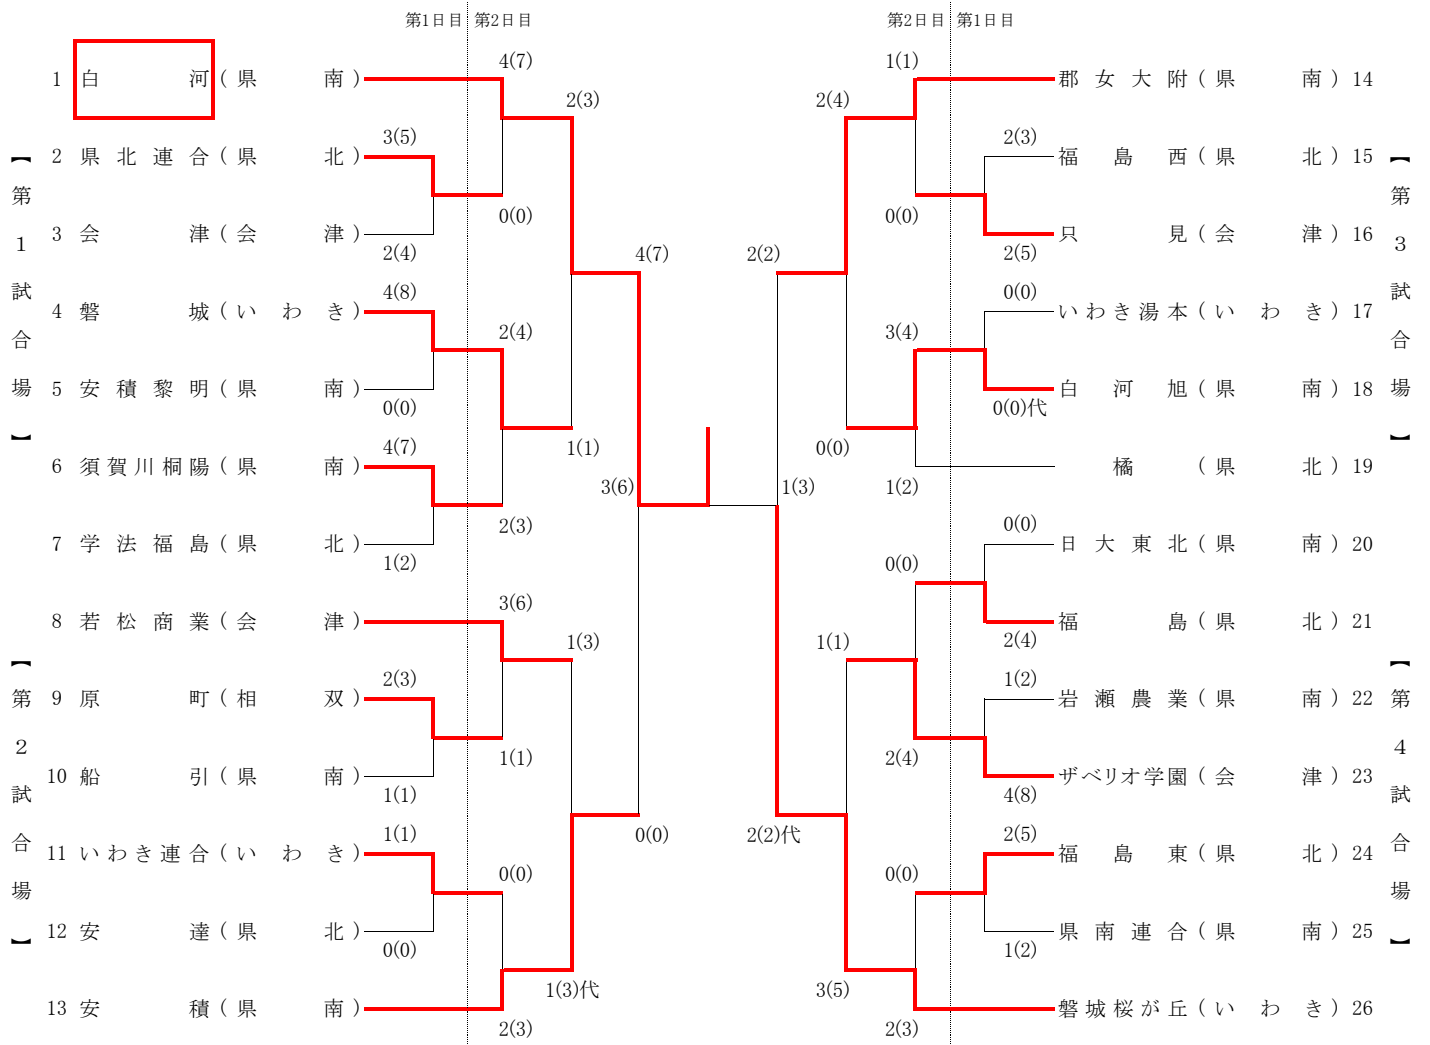 第1日目 第2日目
第2日目 第1日目
【第1試合場】
【第2試合場】
1 白河(県南)
2 県北連合(県北)
3 会津(会津)
4 磐城(いわき)
5 安積黎明(県南)
6 須賀川桐陽(県南)
7 学法福島(県北)
8 若松商業(会津)
9 原町(相双)
10 船引(県南)
11 いわき連合(いわき)
12 安達(県北)
13 安積(県南)
3(5)
2(4)
4(8)
0(0)
4(7)
1(2)
2(3)
1(1)
1(1)
0(0)
4(7)
0(0)
2(4)
2(3)
3(6)
1(1)
0(0)
2(3)
2(3)
1(1)
1(3)
1(3)代
4(7)
0(0)
3(6)
1(3)
2(2)
2(2)代
2(4)
0(0)
1(1)
3(5)
1(1)
0(0)
3(4)
1(2)
0(0)
2(4)
0(0)
2(3)
2(3)
2(5)
0(0)
0(0)代
0(0)
2(4)
1(2)
4(8)
2(5)
1(2)
郡女大附(県南) 14
福島西(県北) 15
只見(会津) 16
いわき湯本(いわき) 17
白河旭(県南) 18
橘(県北) 19
日大東北(県南) 20
福島(県北) 21
岩瀬農業(県南) 22
ザベリオ学園(会津) 23
福島東(県北) 24
県南連合(県南) 25
磐城桜が丘(いわき) 26
【第3試合場】
【第4試合場】